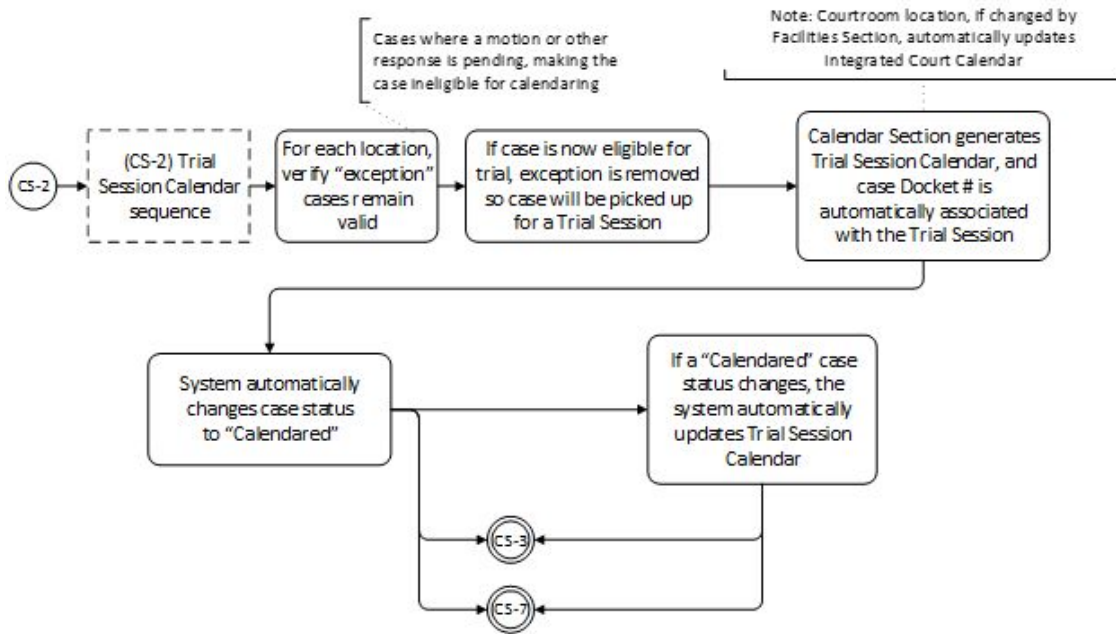 Cases where a motion or other
response is pending, making the
case ineligible for calendaring
Note: Courtroom location, if changed by
Facilities Section, automatically updates
Integrated Court Calendar
CS-2
(CS-2) Trial
Session Calendar
sequence
For each location,
verify “exception”
cases remain
valid
If case is now eligible for
trial, exception is removed
so case will be picked up
for a Trial Session
Calendar Section generates
Trial Session Calendar, and
case Docket # is
automatically associated
with the Trial Session
System automatically
changes case status
to “Calendared”
If a “Calendared” case
status changes, the
system automatically
updates Trial Session
Calendar
CS-3
CS-7